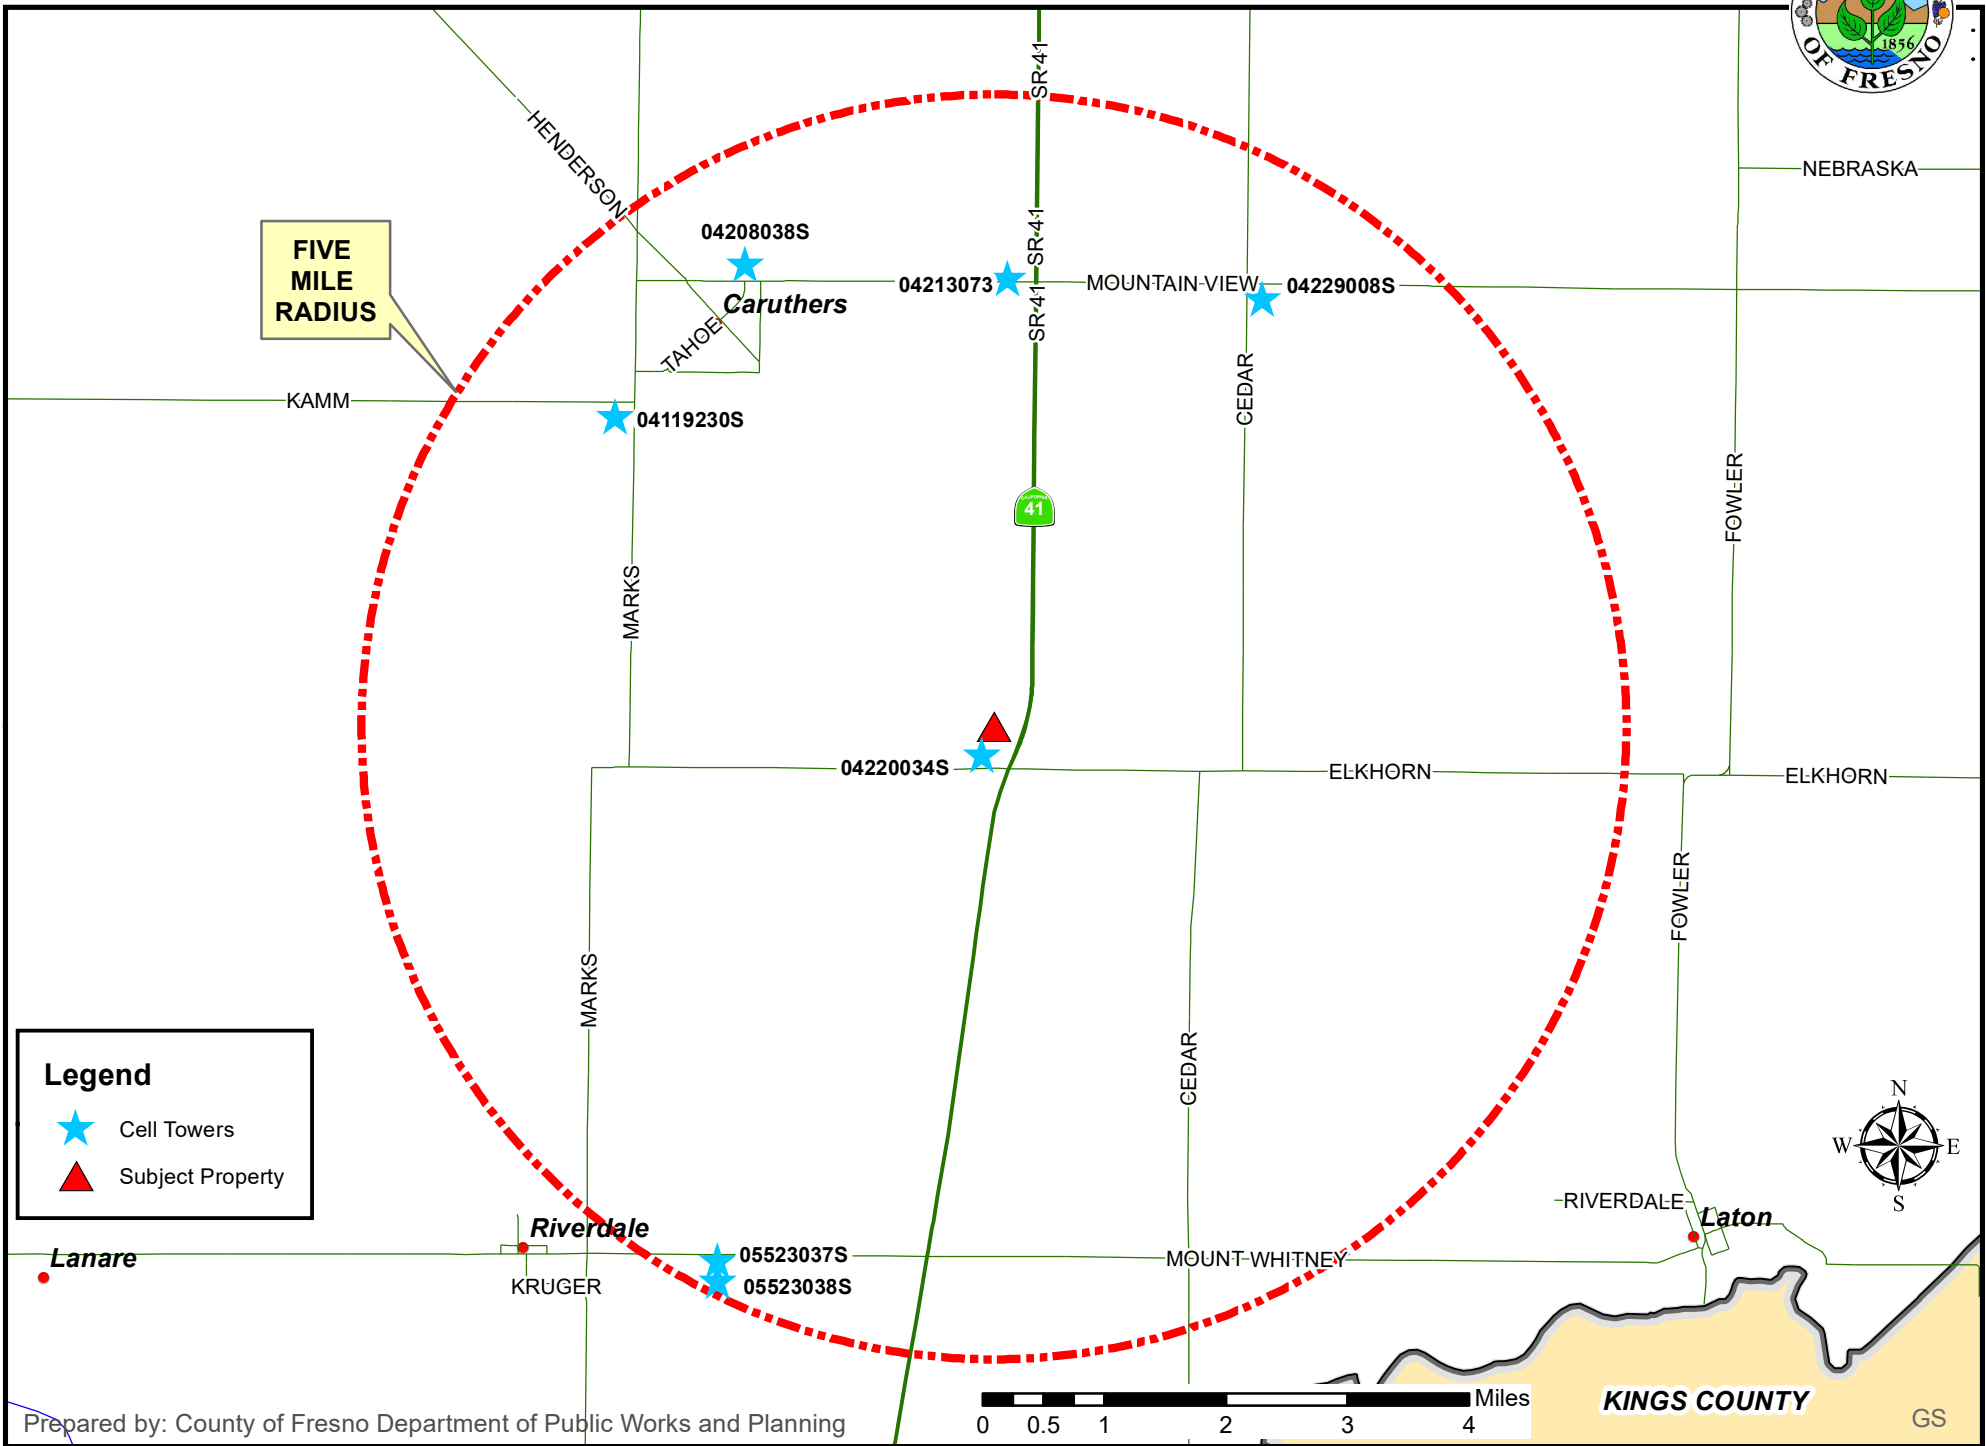 SR-41
1856
OF FRESNO
HENDERSON
NEBRASKA
FIVE
MILE
RADIUS
04208038S
SR-41
04213073
MOUNTAIN VIEW
04229008S
Caruthers
SR-41
TAHOE
KAMM
04119230S
CEDAR
FOWLER
CALIFORNIA
41
MARKS
04220034S
ELKHORN
ELKHORN
FOWLER
MARKS
CEDAR
Legend
Cell Towers
Subject Property
N
W
E
S
RIVERDALE
Laton
Riverdale
Lanare
05523037S
MOUNT WHITNEY
KRUGER
05523038S
Miles
0 0.5 1 2 3 4
KINGS COUNTY
Prepared by: County of Fresno Department of Public Works and Planning
GS